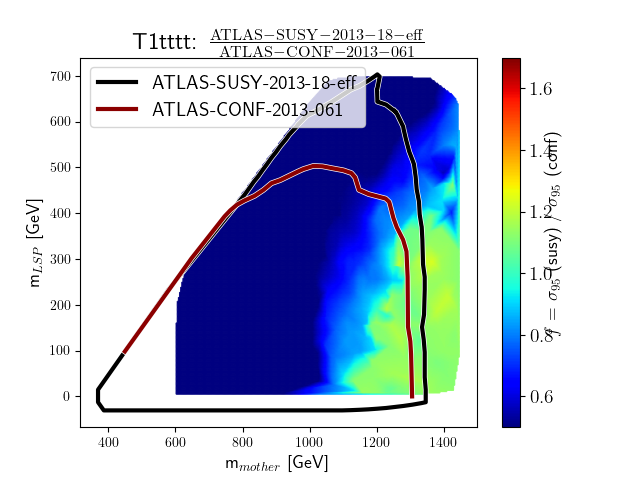 T1tttt: ATLAS−SUSY−2013−18−eff
ATLAS−CONF−2013−061
ATLAS-SUSY-2013-18-eff
ATLAS-CONF-2013-061
700
600
500
400
300
200
100
0
m_LSP [GeV]
400 600 800 1000 1200 1400
m_mother [GeV]
1.6
1.4
1.2
1.0
0.8
0.6
f = σ95 (susy) / σ95 (conf)